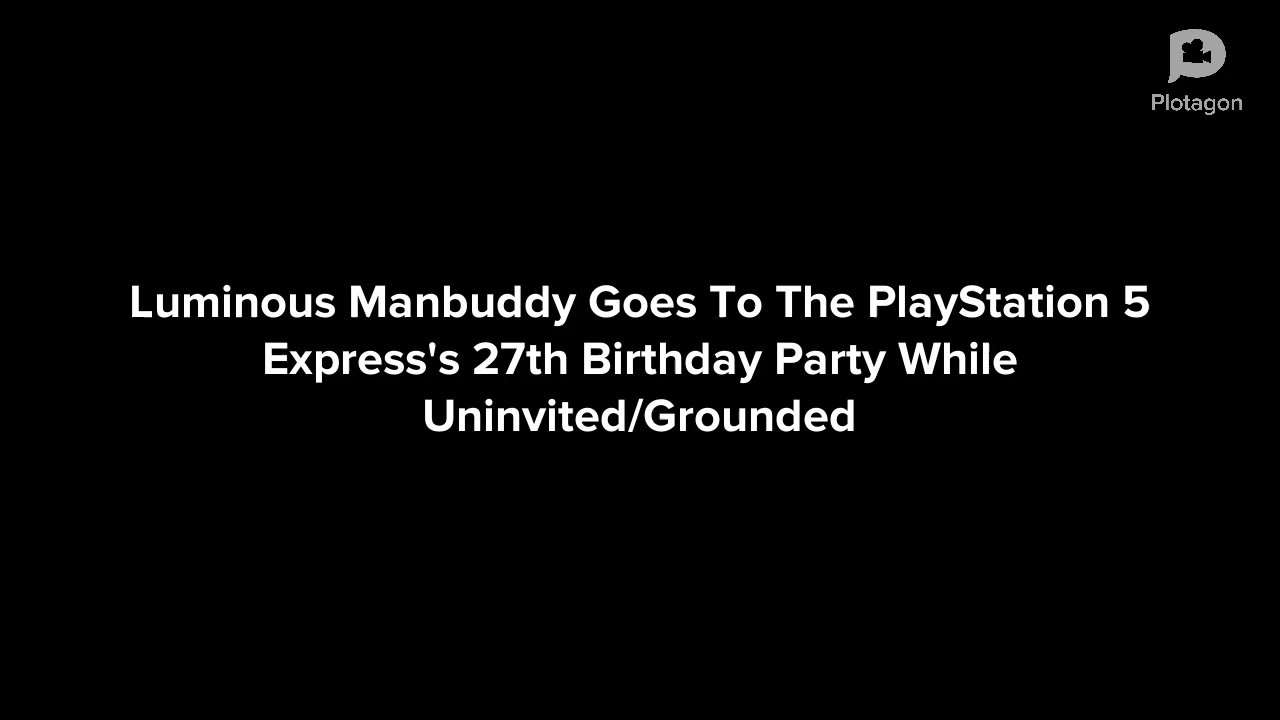 Plotagon
Luminous Manbuddy Goes To The PlayStation 5
Express's 27th Birthday Party While
Uninvited/Grounded